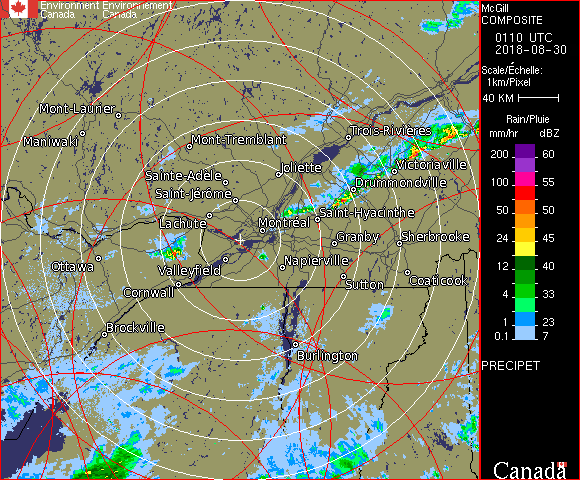 Environment Environnement
Canada Canada
McGill
COMPOSITE
0110 UTC
2018-08-30
Scale/Échelle:
1km/Pixel
40 KM
Rain/Pluie
mm/hr dBZ
200 60
100 55
50 50
24 45
12 40
4 33
1 23
0.1 7
PRECIPET
Canada
Mont-Laurier
Maniwaki
Mont-Tremblant
Trois-Rivières
Sainte-Adèle
Joliette
Victoriaville
Saint-Jérôme
Drummondville
Lachute
Montréal
Saint-Hyacinthe
Granby
Sherbrooke
Ottawa
Valleyfield
Napierville
Cornwall
Sutton
Coaticook
Brockville
Burlington